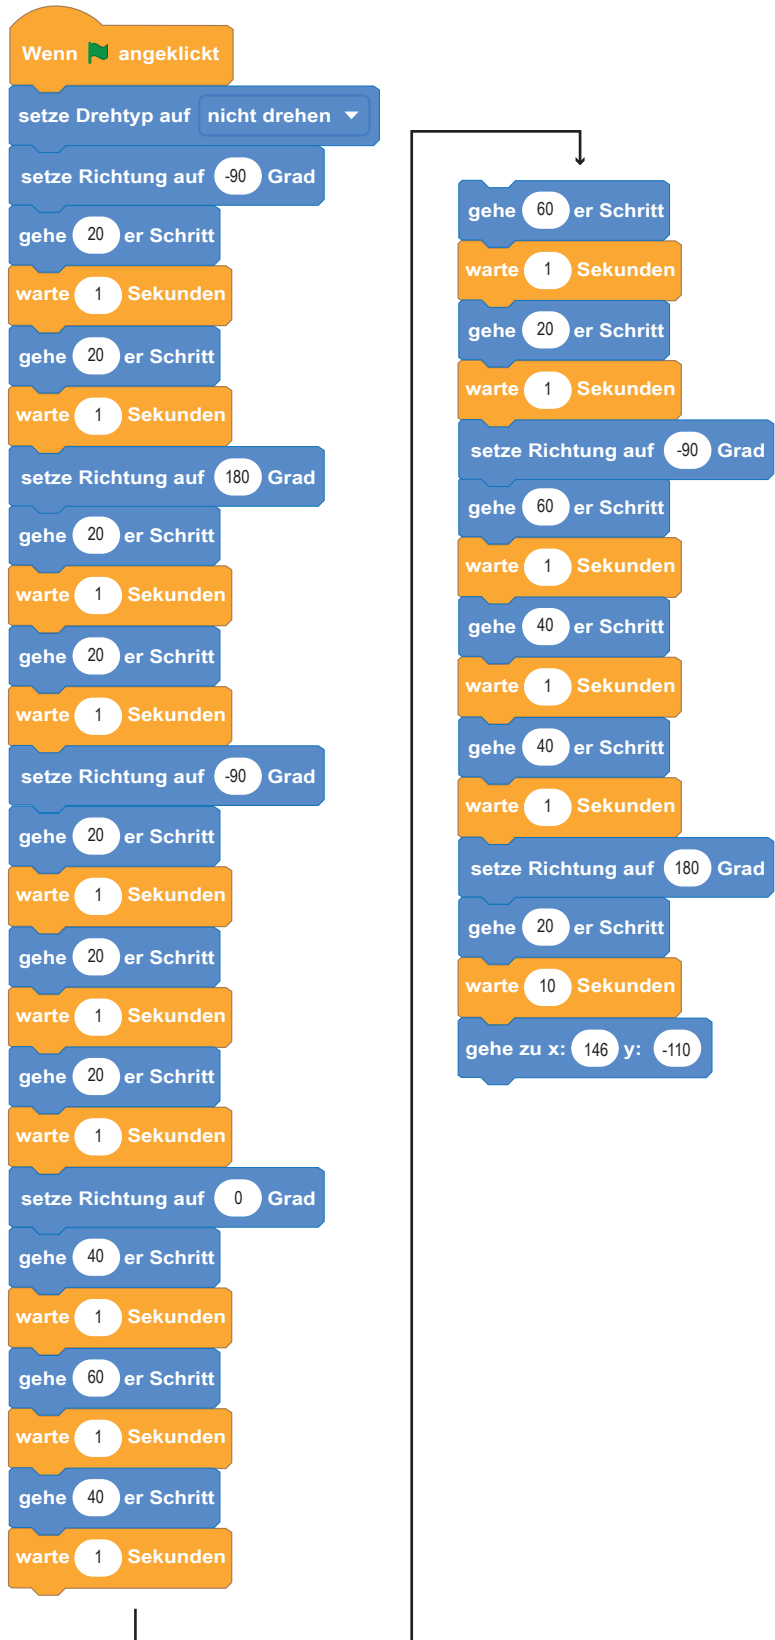 Wenn angeklickt
setze Drehtyp auf nicht drehen
setze Richtung auf -90 Grad
gehe 20 er Schritt
warte 1 Sekunden
gehe 20 er Schritt
warte 1 Sekunden
setze Richtung auf 180 Grad
gehe 20 er Schritt
warte 1 Sekunden
gehe 20 er Schritt
warte 1 Sekunden
setze Richtung auf -90 Grad
gehe 20 er Schritt
warte 1 Sekunden
gehe 20 er Schritt
warte 1 Sekunden
gehe 20 er Schritt
warte 1 Sekunden
setze Richtung auf 0 Grad
gehe 40 er Schritt
warte 1 Sekunden
gehe 60 er Schritt
warte 1 Sekunden
gehe 40 er Schritt
warte 1 Sekunden
gehe 60 er Schritt
warte 1 Sekunden
gehe 20 er Schritt
warte 1 Sekunden
setze Richtung auf -90 Grad
gehe 60 er Schritt
warte 1 Sekunden
gehe 40 er Schritt
warte 1 Sekunden
gehe 40 er Schritt
warte 1 Sekunden
setze Richtung auf 180 Grad
gehe 20 er Schritt
warte 10 Sekunden
gehe zu x: 146 y: -110